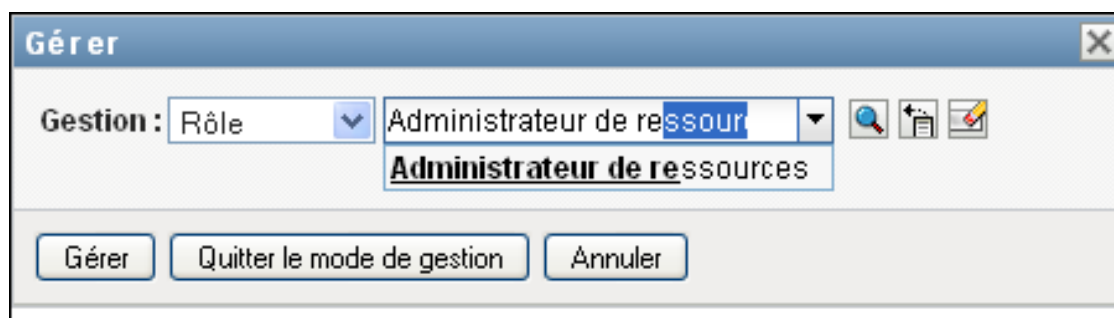 Gérer
Gestion : Rôle Administrateur de ressour
Administrateur de ressources
Gérer Quitter le mode de gestion Annuler